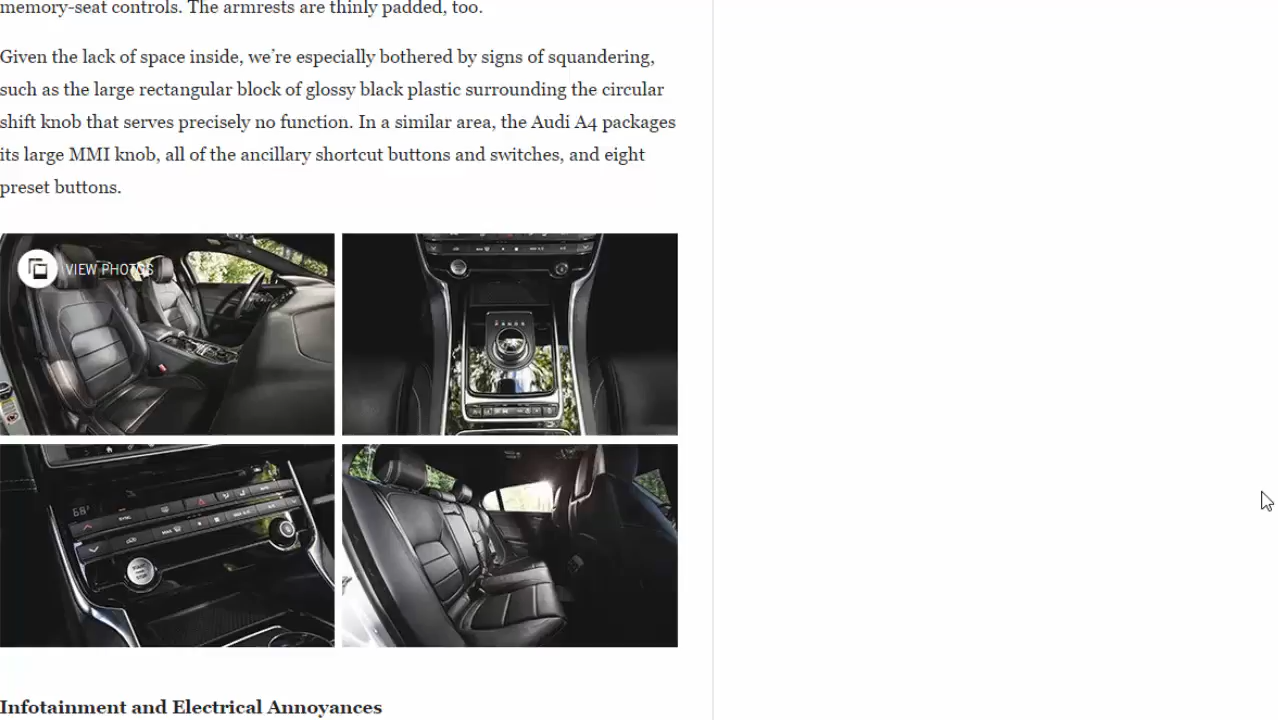 memory-seat controls. The armrests are thinly padded, too.
Given the lack of space inside, we’re especially bothered by signs of squandering,
such as the large rectangular block of glossy black plastic surrounding the circular
shift knob that serves precisely no function. In a similar area, the Audi A4 packages
its large MMI knob, all of the ancillary shortcut buttons and switches, and eight
preset buttons.
VIEW PHOTOS
Infotainment and Electrical Annoyances